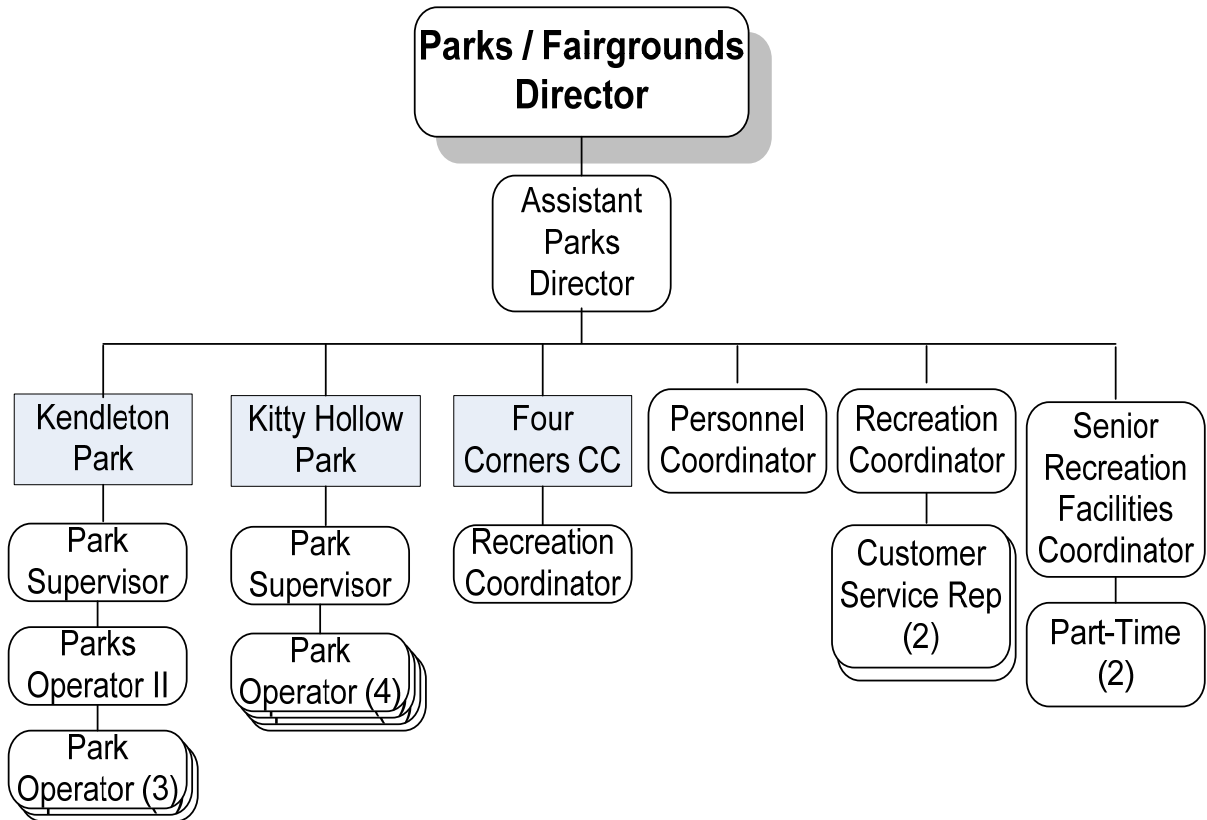 Parks / Fairgrounds
Director
Assistant
Parks
Director
Kendleton
Park
Kitty Hollow
Park
Four
Corners CC
Personnel
Coordinator
Recreation
Coordinator
Senior
Recreation
Facilities
Coordinator
Park
Supervisor
Park
Supervisor
Recreation
Coordinator
Customer
Service Rep
(2)
Part-Time
(2)
Parks
Operator II
Park
Operator (4)
Park
Operator (3)